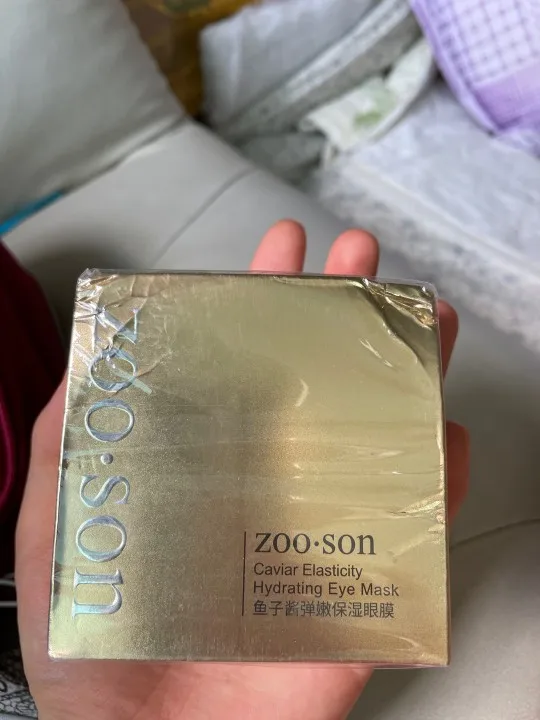 zoo·son
zoo·son
Caviar Elasticity
Hydrating Eye Mask
鱼子酱弹嫩保湿眼膜